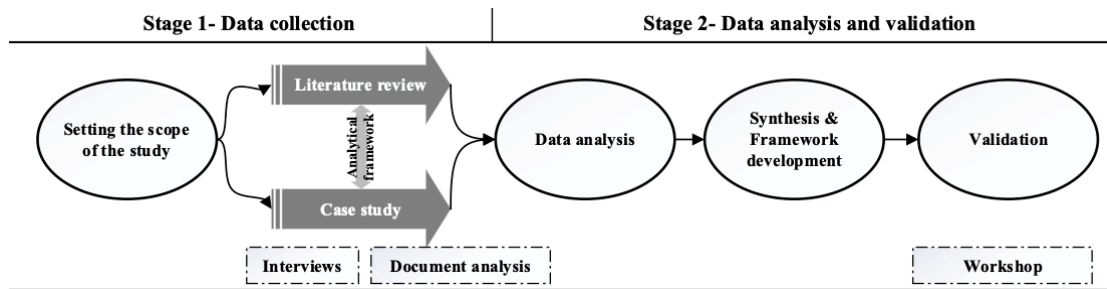 Stage 1- Data collection
Stage 2- Data analysis and validation
Setting the scope
of the study
Literature review
Analytical
framework
Case study
Interviews
Document analysis
Data analysis
Synthesis &
Framework
development
Validation
Workshop